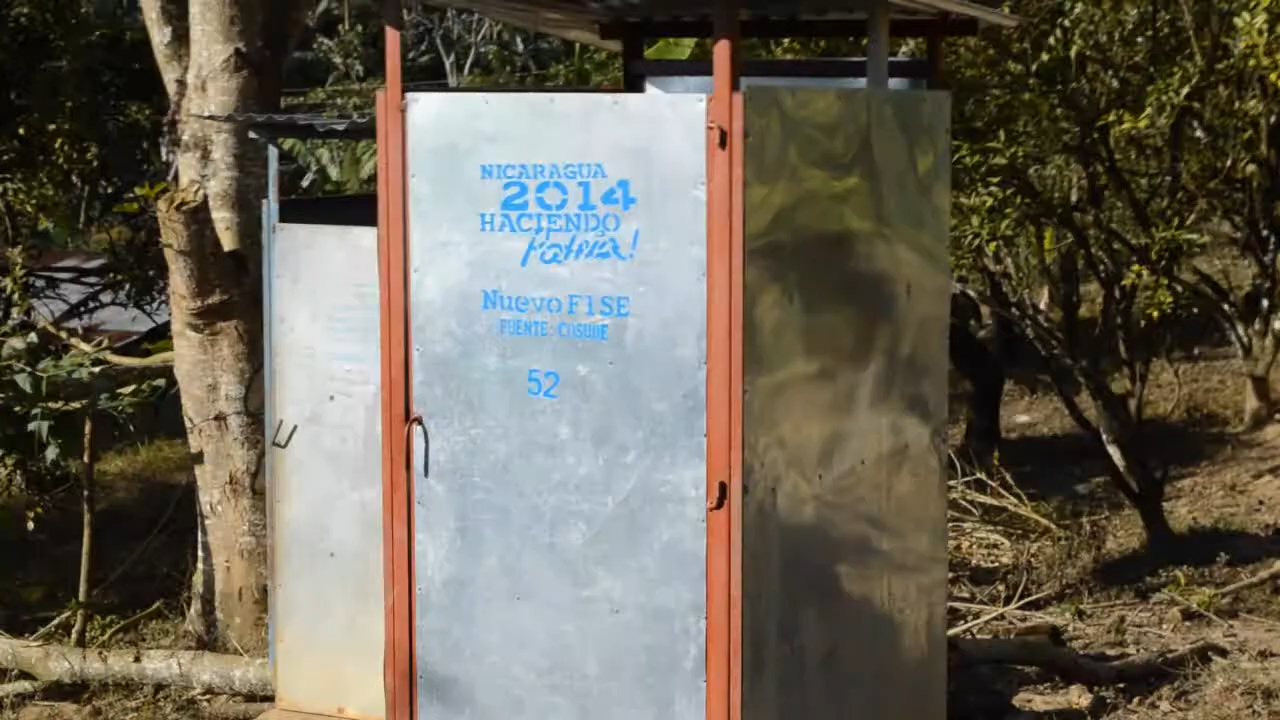 NICARAGUA
2014
HACIENDO
Patria!
Nuevo FISE
FUENTE: COSUDE
52